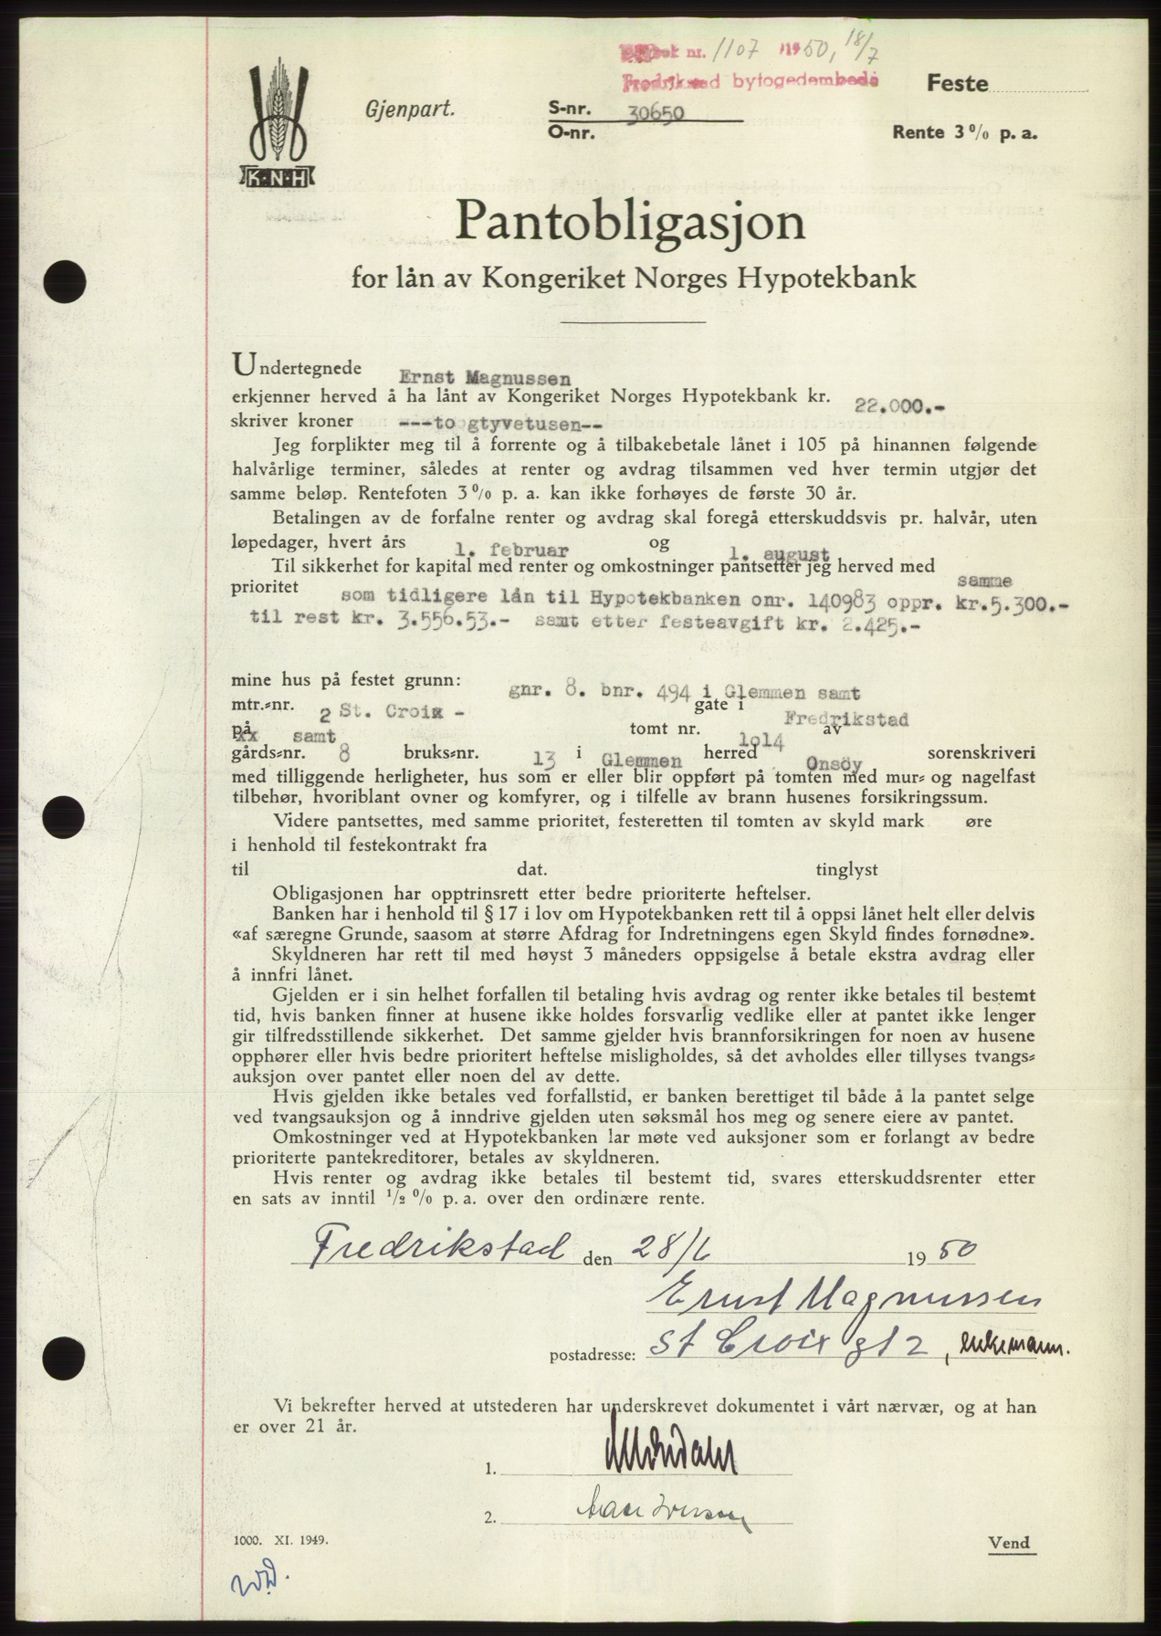 nr. 1107 1950, 18/7
Fredrikstad byfogedembede
Feste
Gjenpart.
S-nr. 30650
O-nr.
Rente 3 % p. a.
K·N·H
Pantobligasjon
for lån av Kongeriket Norges Hypotekbank
Undertegnede Ernst Magnussen
erkjenner herved å ha lånt av Kongeriket Norges Hypotekbank kr. 22.000.-
skriver kroner ---to gtyvetusen--
Jeg forplikter meg til å forrente og å tilbakebetale lånet i 105 på hinannen følgende
halvårlige terminer, således at renter og avdrag tilsammen ved hver termin utgjør det
samme beløp. Rentefoten 3 % p. a. kan ikke forhøyes de første 30 år.
Betalingen av de forfalne renter og avdrag skal foregå etterskuddsvis pr. halvår, uten
løpedager, hvert års 1. februar og 1. august
Til sikkerhet for kapital med renter og omkostninger pantsetter jeg herved med
prioritet samme
som tidligere lån til Hypotekbanken onr. 140983 oppr. kr.5.300.-
til rest kr. 3.556.53.- samt etter festeavgift kr. 2.425.-
mine hus på festet grunn: gnr. 8. bnr. 494 i Glemmen samt
mtr.-nr. 2 St. Croix - gate i Fredrikstad
på xx samt tomt nr. 1014 av
gårds-nr. 8 bruks-nr. 13 i Glemmen herred Onsöy sorenskriveri
med tilliggende herligheter, hus som er eller blir oppført på tomten med mur- og nagelfast
tilbehør, hvoriblant ovner og komfyrer, og i tilfelle av brann husenes forsikringssum.
Videre pantsettes, med samme prioritet, festeretten til tomten av skyld mark øre
i henhold til festekontrakt fra
til dat. tinglyst
Obligasjonen har opptrinsrett etter bedre prioriterte heftelser.
Banken har i henhold til § 17 i lov om Hypotekbanken rett til å oppsi lånet helt eller delvis
«af særegne Grunde, saasom at større Afdrag for Indretningens egen Skyld findes fornødne».
Skyldneren har rett til med høyst 3 måneders oppsigelse å betale ekstra avdrag eller
å innfri lånet.
Gjelden er i sin helhet forfallen til betaling hvis avdrag og renter ikke betales til bestemt
tid, hvis banken finner at husene ikke holdes forsvarlig vedlike eller at pantet ikke lenger
gir tilfredsstillende sikkerhet. Det samme gjelder hvis brannforsikringen for noen av husene
opphører eller hvis bedre prioritert heftelse misligholdes, så det avholdes eller tillyses tvangs-
auksjon over pantet eller noen del av dette.
Hvis gjelden ikke betales ved forfallstid, er banken berettiget til både å la pantet selge
ved tvangsauksjon og å inndrive gjelden uten søksmål hos meg og senere eiere av pantet.
Omkostninger ved at Hypotekbanken lar møte ved auksjoner som er forlangt av bedre
prioriterte pantekreditorer, betales av skyldneren.
Hvis renter og avdrag ikke betales til bestemt tid, svares etterskuddsrenter etter
en sats av inntil 1/2 % p. a. over den ordinære rente.
Fredrikstad den 28/6 1950
Ernst Magnussen
postadresse: St Croix gt 2, enkemann.
Vi bekrefter herved at utstederen har underskrevet dokumentet i vårt nærvær, og at han
er over 21 år.
1.
2.
1000. XI. 1949.
Vend